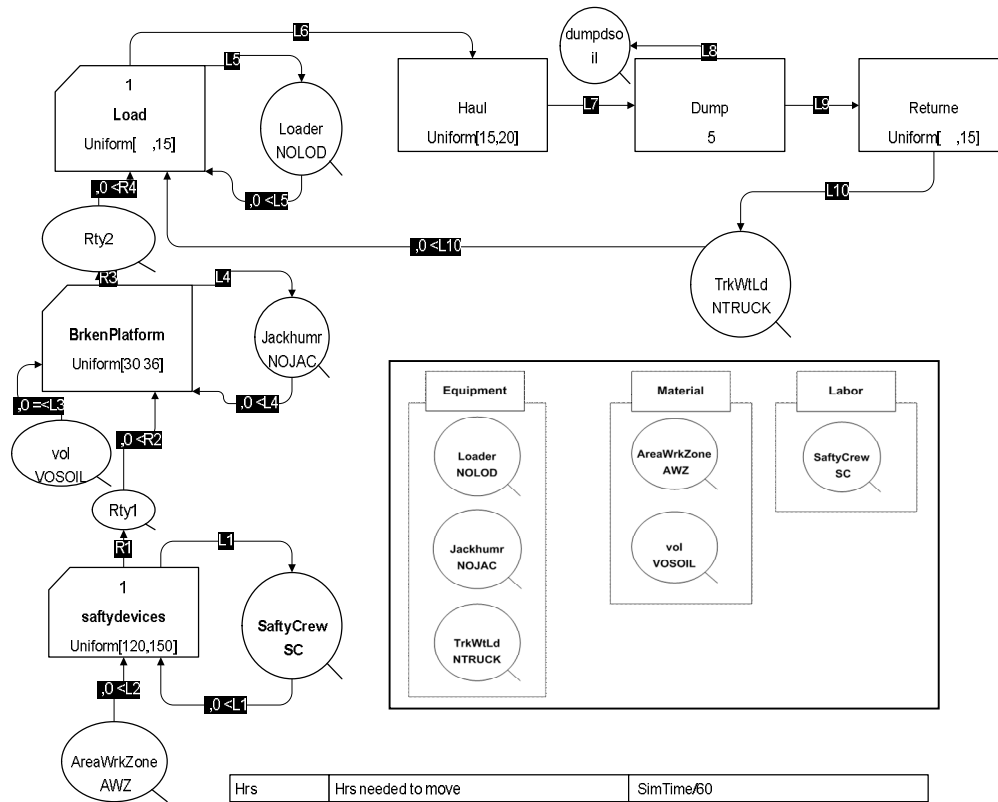 L6
L5
1
Load
Uniform[ ,15]
Loader
NOLOD
,0 <L5
,0 <R4
dumpdso
il
L8
Haul
Uniform[15,20]
L7
Dump
5
L9
Returne
Uniform[ ,15]
L10
,0 <L10
TrkWtLd
NTRUCK
Rty2
R3
L4
BrkenPlatform
Uniform[30 36]
Jackhumr
NOJAC
,0 <L4
,0 =<L3
,0 <R2
vol
VOSOIL
Rty1
R1
L1
1
saftydevices
Uniform[120,150]
SaftyCrew
SC
,0 <L1
,0 <L2
AreaWrkZone
AWZ
Equipment
Loader
NOLOD
Jackhumr
NOJAC
TrkWtLd
NTRUCK
Material
AreaWrkZone
AWZ
vol
VOSOIL
Labor
SaftyCrew
SC
Hrs
Hrs needed to move
SimTime/60